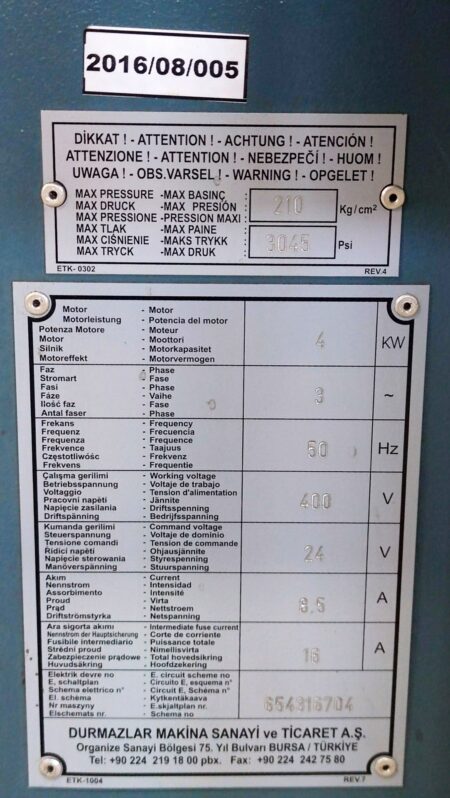 2016/08/005
DİKKAT ! - ATTENTION ! - ACHTUNG ! - ATENCIÓN !
ATTENZIONE ! - ATTENTION ! - NEBEZPEČÍ ! - HUOM !
UWAGA ! - OBS.VARSEL ! - WARNING ! - OPGELET !
MAX PRESSURE -MAX BASINÇ :
MAX DRUCK -MAX PRESIÓN : 210 Kg/cm²
MAX PRESSIONE -PRESSION MAXI :
MAX TLAK -MAX PAINE :
MAX CIŚNIENIE -MAKS TRYKK : 3045 Psi
MAX TRYCK -MAX DRUK :
ETK- 0302 REV.4
Motor - Motor
Motorleistung - Potencia del motor
Potenza Motore - Moteur
Motor - Moottori 4 KW
Silnik - Motorkapasitet
Motoreffekt - Motorvermogen
Faz - Phase
Stromart - Fase
Fasi - Phase
Fáze - Vaihe 3 ~
Ilość faz - Fase
Antal faser - Phase
Frekans - Frequency
Frequenz - Frecuencia
Frequenza - Frequence
Frekvence - Taajuus 50 Hz
Częstotliwośc - Frekvenz
Frekvens - Frequentie
Çalışma gerilimi - Working voltage
Betriebsspannung - Voltaje de trabajo
Voltaggio - Tension d'alimentation
Pracovni napèti - Jännite 400 V
Napięcie zasilania - Driftsspenning
Driftspänning - Bedrijfsspanning
Kumanda gerilimi - Command voltage
Steuerspannung - Voltaje de dominio
Tensione comandi - Tension de commande
Ridici napèti - Ohjausjännite 24 V
Napięcie sterowania - Styrespenning
Manöverspänning - Stuurspanning
Akım - Current
Nennstrom - Intensidad
Assorbimento - Intensité
Proud - Virta 8,5 A
Prąd - Nettstroem
Driftströmstyrka - Netspanning
Ara sigorta akımı - Intermediate fuse current
Nennstrom der Hauptsicherung - Corte de corriente
Fusibile intermediario - Puissance totale
Stredni proud - Nimellisvirta 16 A
Zabezpieczenie prądowe - Total hovedsikring
Huvudsäkring - Hoofdzekering
Elektrik devre no - E. circuit scheme no
E, schaltplan - Circuito E, esquema n°
Schema elettrico n° - Circuit E, Schéma n°
El. schéma - Kytkentäkaava 654316704
Nr maszyny - E.skjaltplan nr.
Elschemats nr. - Schema no
DURMAZLAR MAKİNA SANAYİ ve TİCARET A.Ş.
Organize Sanayi Bölgesi 75. Yıl Bulvarı BURSA / TÜRKİYE
Tel: +90 224 219 18 00 pbx. Fax: +90 224 242 75 80
ETK-1004 REV.7